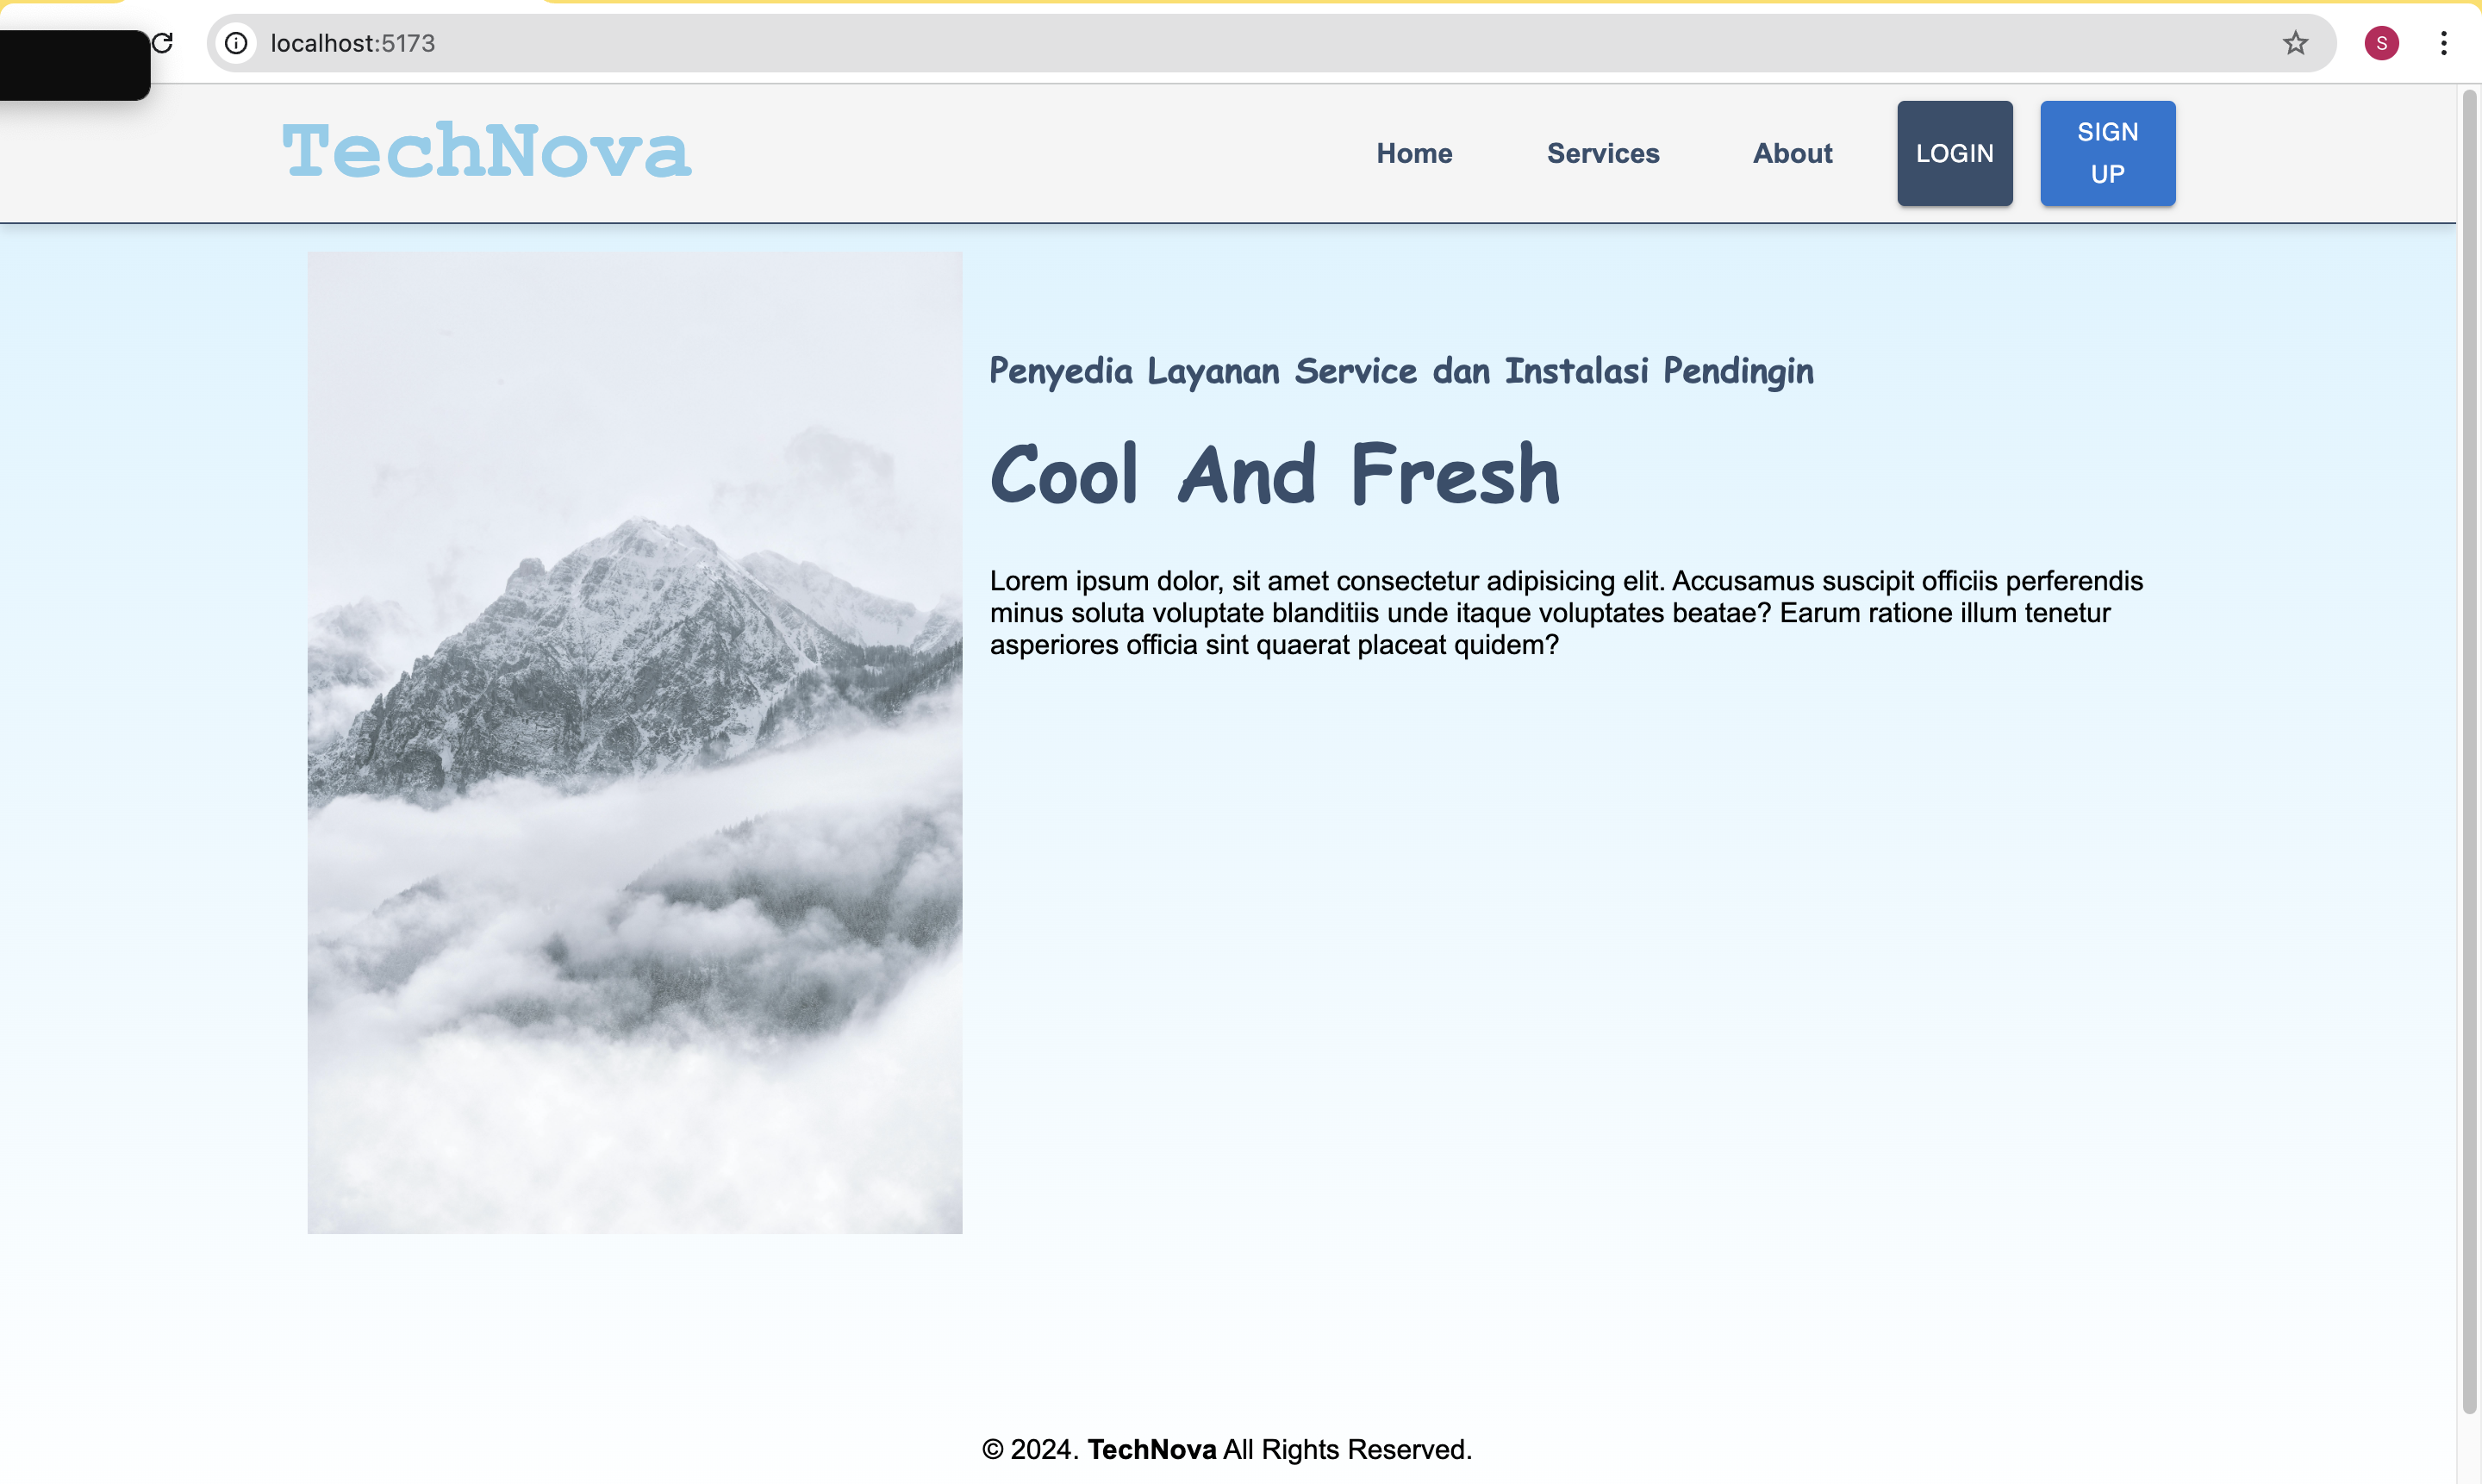 localhost:5173
S
TechNova
Home Services About LOGIN SIGN
UP
Penyedia Layanan Service dan Instalasi Pendingin
Cool And Fresh
Lorem ipsum dolor, sit amet consectetur adipisicing elit. Accusamus suscipit officiis perferendis
minus soluta voluptate blanditiis unde itaque voluptates beatae? Earum ratione illum tenetur
asperiores officia sint quaerat placeat quidem?
© 2024. TechNova All Rights Reserved.